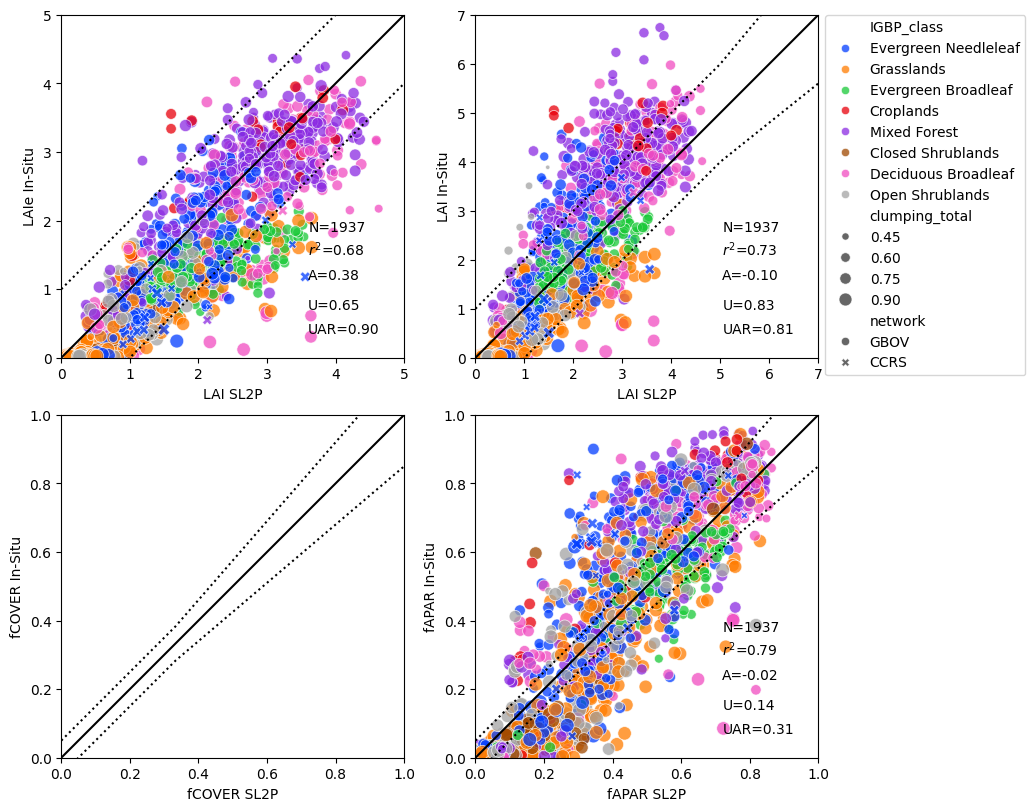 5
4
3
2
1
0
0
1
2
3
4
5
LAIe In-Situ
LAI SL2P
N=1937
r²=0.68
A=0.38
U=0.65
UAR=0.90
7
6
5
4
3
2
1
0
0
1
2
3
4
5
6
7
LAI In-Situ
LAI SL2P
N=1937
r²=0.73
A=-0.10
U=0.83
UAR=0.81
IGBP_class
Evergreen Needleleaf
Grasslands
Evergreen Broadleaf
Croplands
Mixed Forest
Closed Shrublands
Deciduous Broadleaf
Open Shrublands
clumping_total
0.45
0.60
0.75
0.90
network
GBOV
CCRS
1.0
0.8
0.6
0.4
0.2
0.0
0.0
0.2
0.4
0.6
0.8
1.0
fCOVER In-Situ
fCOVER SL2P
1.0
0.8
0.6
0.4
0.2
0.0
0.0
0.2
0.4
0.6
0.8
1.0
fAPAR In-Situ
fAPAR SL2P
N=1937
r²=0.79
A=-0.02
U=0.14
UAR=0.31